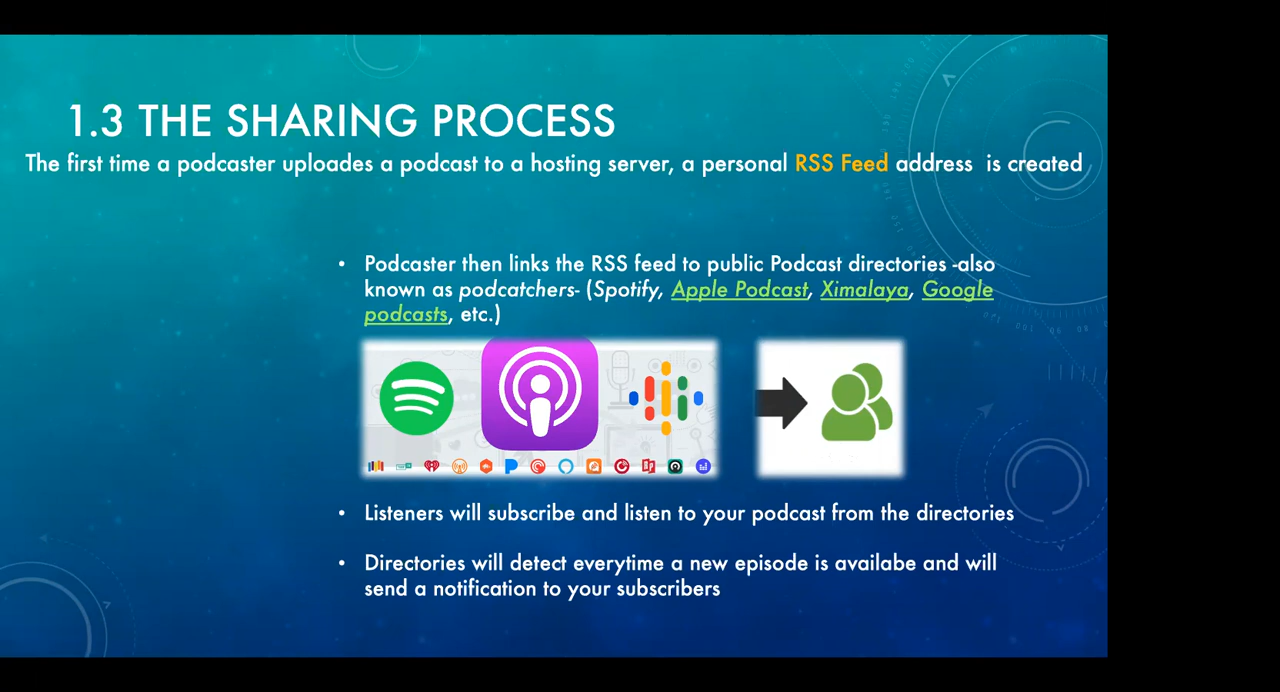 1.3 THE SHARING PROCESS
The first time a podcaster uploades a podcast to a hosting server, a personal RSS Feed address is created
• Podcaster then links the RSS feed to public Podcast directories -also
known as podcatchers- (Spotify, Apple Podcast, Ximalaya, Google
podcasts, etc.)
• Listeners will subscribe and listen to your podcast from the directories
• Directories will detect everytime a new episode is availabe and will
send a notification to your subscribers